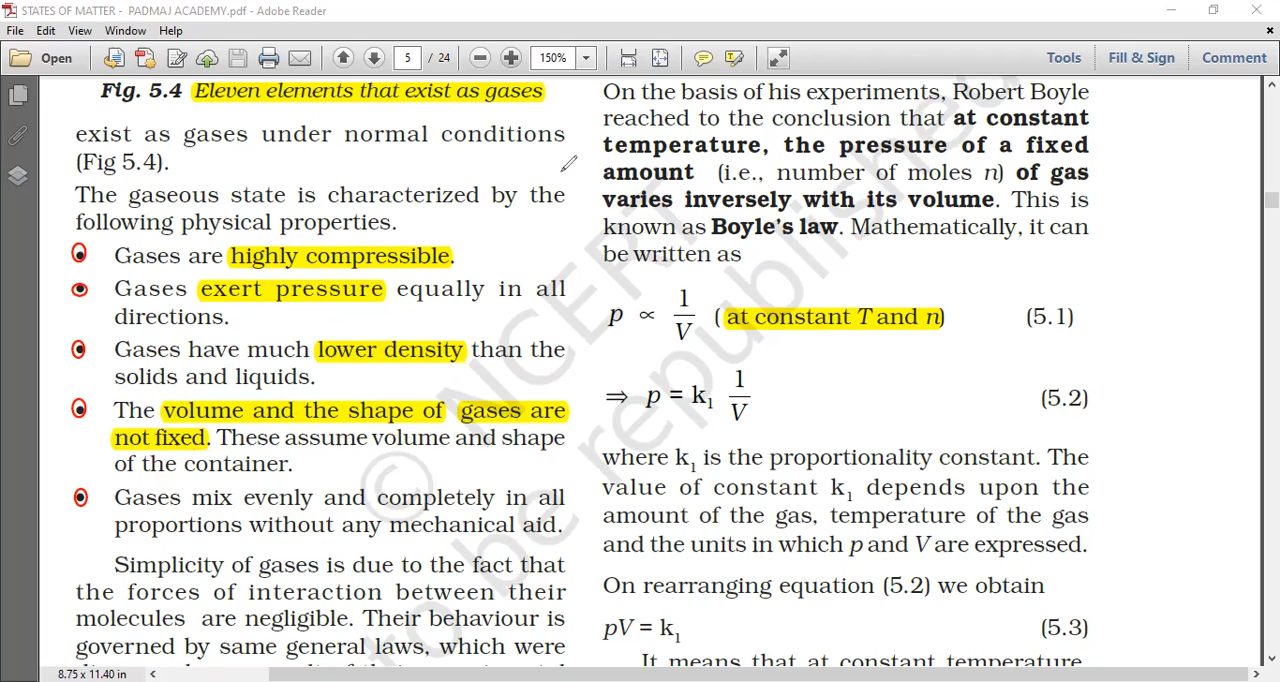 STATES OF MATTER - PADMAJ ACADEMY.pdf - Adobe Reader
File Edit View Window Help
Open 5 / 24 150% Tools Fill & Sign Comment
Fig. 5.4 Eleven elements that exist as gases
exist as gases under normal conditions
(Fig 5.4).
The gaseous state is characterized by the
following physical properties.
Gases are highly compressible.
Gases exert pressure equally in all
directions.
Gases have much lower density than the
solids and liquids.
The volume and the shape of gases are
not fixed. These assume volume and shape
of the container.
Gases mix evenly and completely in all
proportions without any mechanical aid.
Simplicity of gases is due to the fact that
the forces of interaction between their
molecules are negligible. Their behaviour is
governed by same general laws, which were
On the basis of his experiments, Robert Boyle
reached to the conclusion that at constant
temperature, the pressure of a fixed
amount (i.e., number of moles n) of gas
varies inversely with its volume. This is
known as Boyle's law. Mathematically, it can
be written as
p ∝ 1/V ( at constant T and n) (5.1)
⇒ p = k₁ 1/V (5.2)
where k₁ is the proportionality constant. The
value of constant k₁ depends upon the
amount of the gas, temperature of the gas
and the units in which p and V are expressed.
On rearranging equation (5.2) we obtain
pV = k₁ (5.3)
It means that at constant temperature,
© NCERT
to be republished
8.75 x 11.40 in